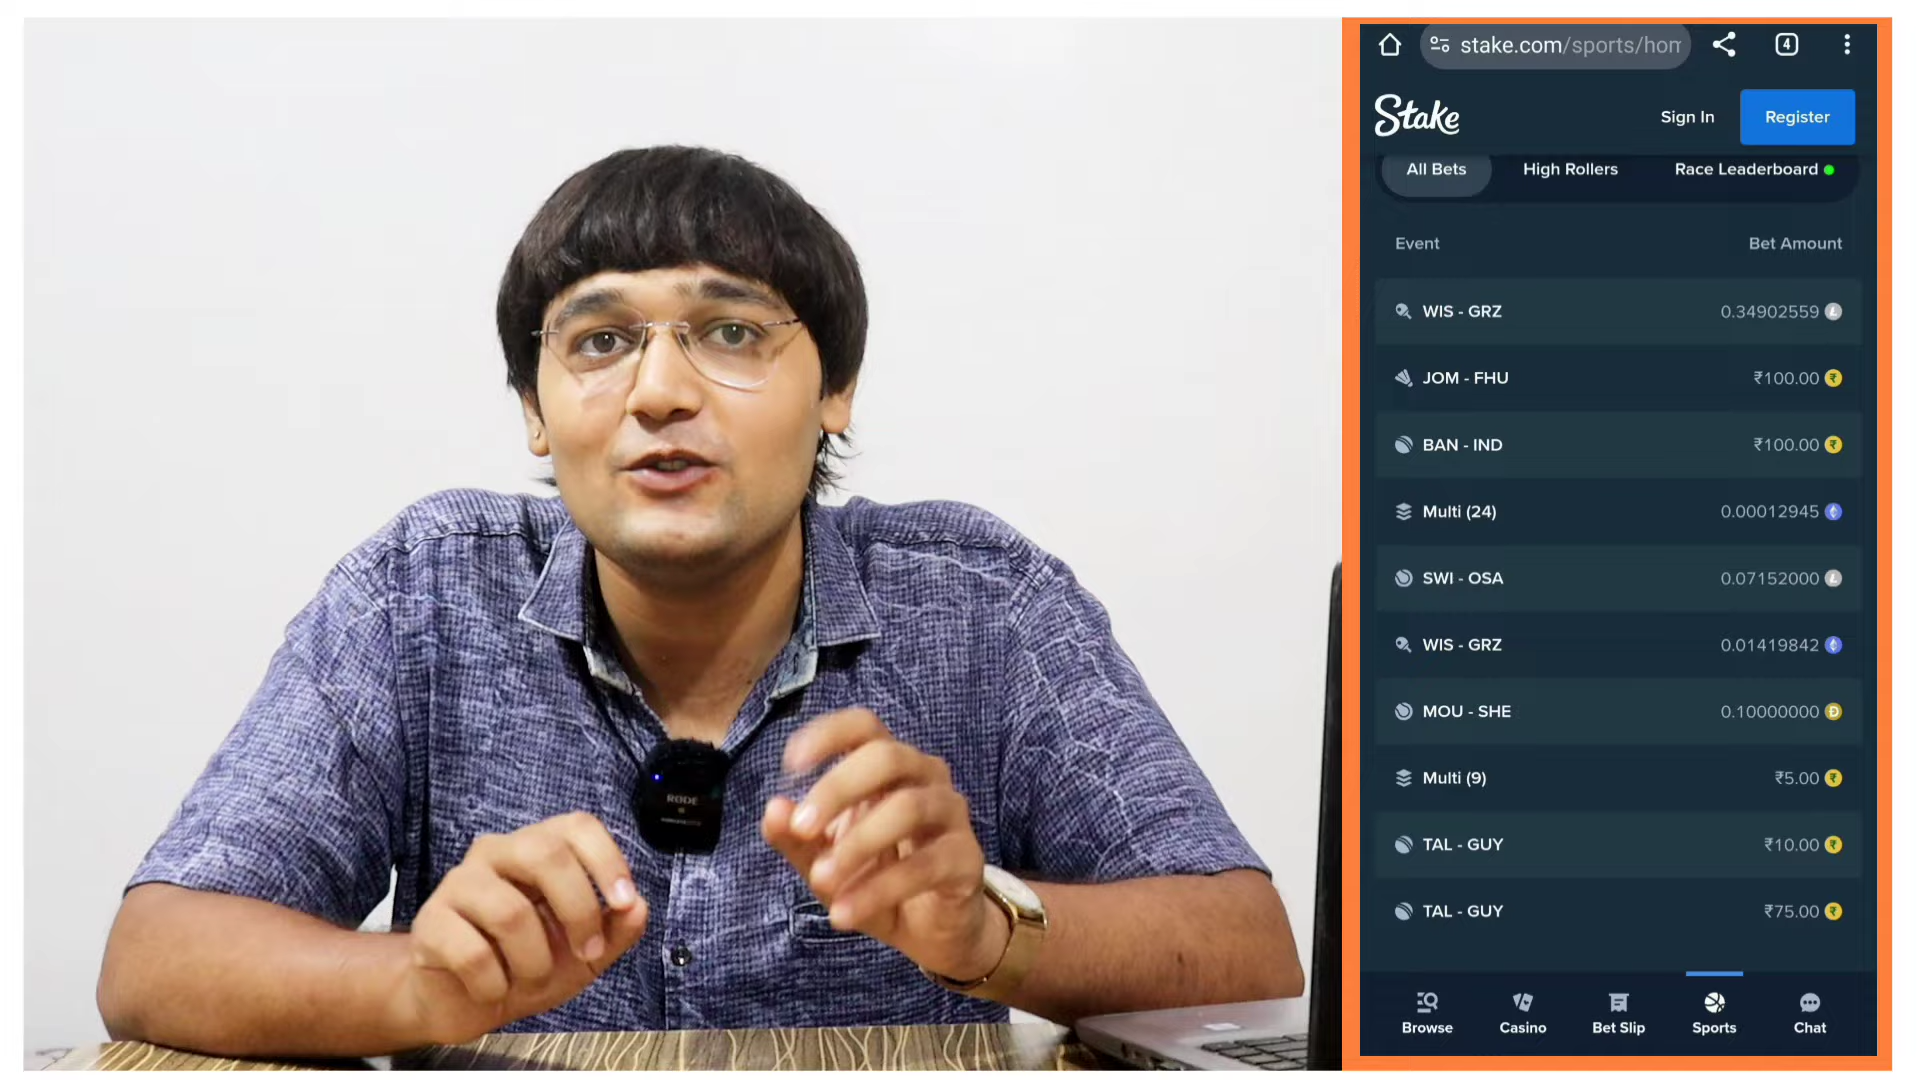 RØDE
4
stake.com/sports/hom
Stake
Sign In
Register
All Bets
High Rollers
Race Leaderboard
Event
Bet Amount
WIS - GRZ
0.34902559
JOM - FHU
₹100.00
BAN - IND
₹100.00
Multi (24)
0.00012945
SWI - OSA
0.07152000
WIS - GRZ
0.01419842
MOU - SHE
0.10000000
Multi (9)
₹5.00
TAL - GUY
₹10.00
TAL - GUY
₹75.00
Browse
Casino
Bet Slip
Sports
Chat